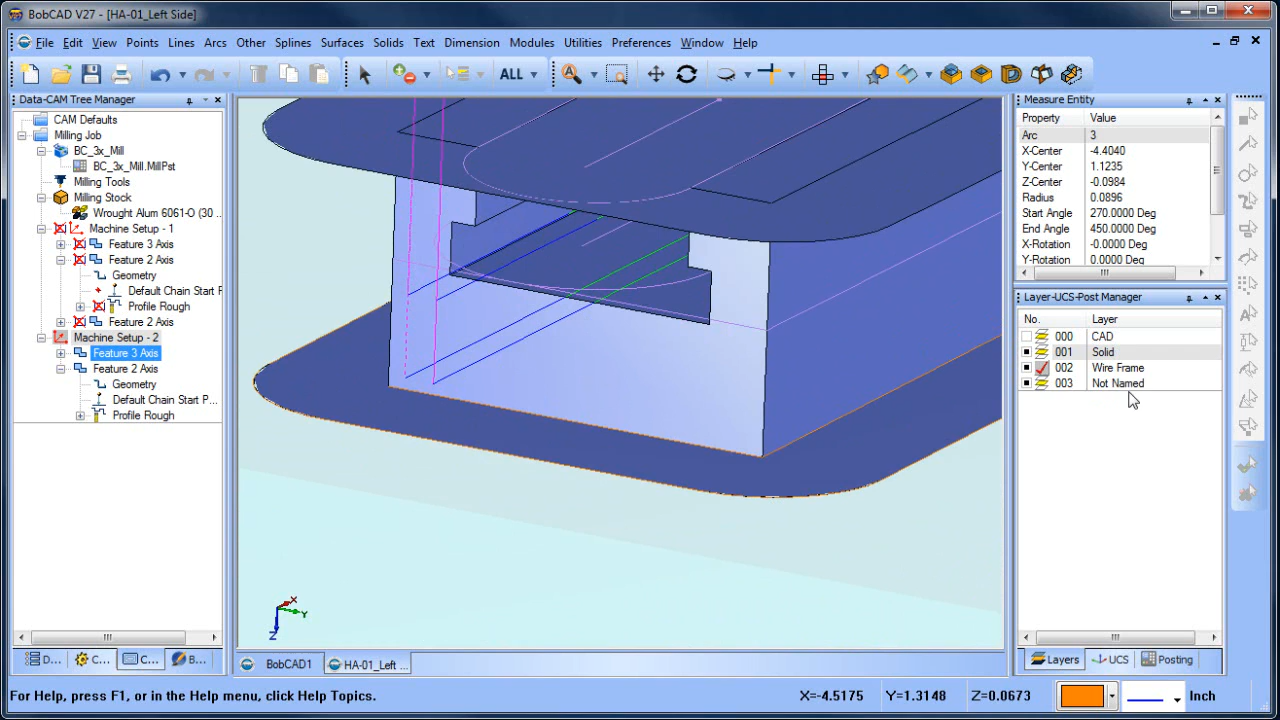 BobCAD V27 - [HA-01_Left Side]
File Edit View Points Lines Arcs Other Splines Surfaces Solids Text Dimension Modules Utilities Preferences Window Help
ALL
Data-CAM Tree Manager
CAM Defaults
Milling Job
BC_3x_Mill
BC_3x_Mill.MillPst
Milling Tools
Milling Stock
Wrought Alum 6061-O (30 ..
Machine Setup - 1
Feature 3 Axis
Feature 2 Axis
Geometry
Default Chain Start F
Profile Rough
Feature 2 Axis
Machine Setup - 2
Feature 3 Axis
Feature 2 Axis
Geometry
Default Chain Start P...
Profile Rough
D... C... C... B...
X Y Z
BobCAD1 HA-01_Left ...
Measure Entity
Property Value
Arc 3
X-Center -4.4040
Y-Center 1.1235
Z-Center -0.0984
Radius 0.0896
Start Angle 270.0000 Deg
End Angle 450.0000 Deg
X-Rotation -0.0000 Deg
Y-Rotation 0.0000 Deg
Layer-UCS-Post Manager
No. Layer
000 CAD
001 Solid
002 Wire Frame
003 Not Named
Layers UCS Posting
For Help, press F1, or in the Help menu, click Help Topics. X=-4.5175 Y=1.3148 Z=0.0673 Inch